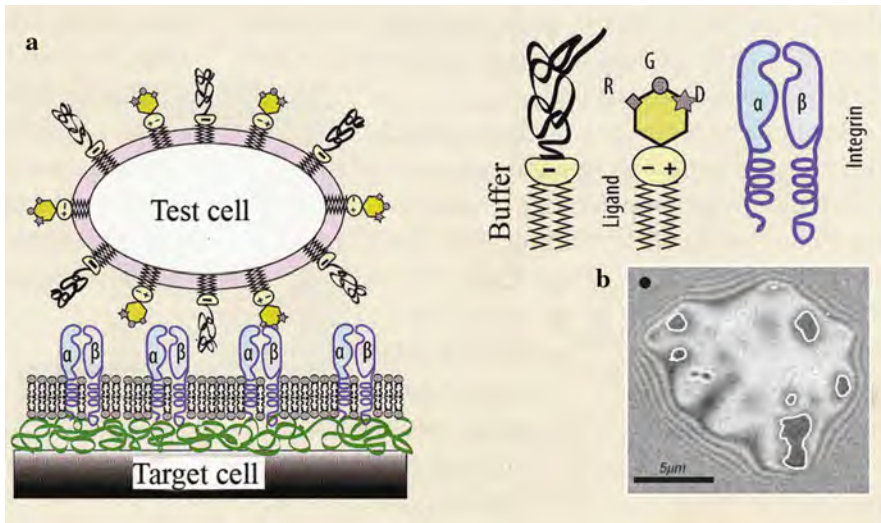 a
Test cell
- 
+
α β α β α β α β
Target cell
Buffer
-
R G D
- +
Ligand
α β
Integrin
b
5μm